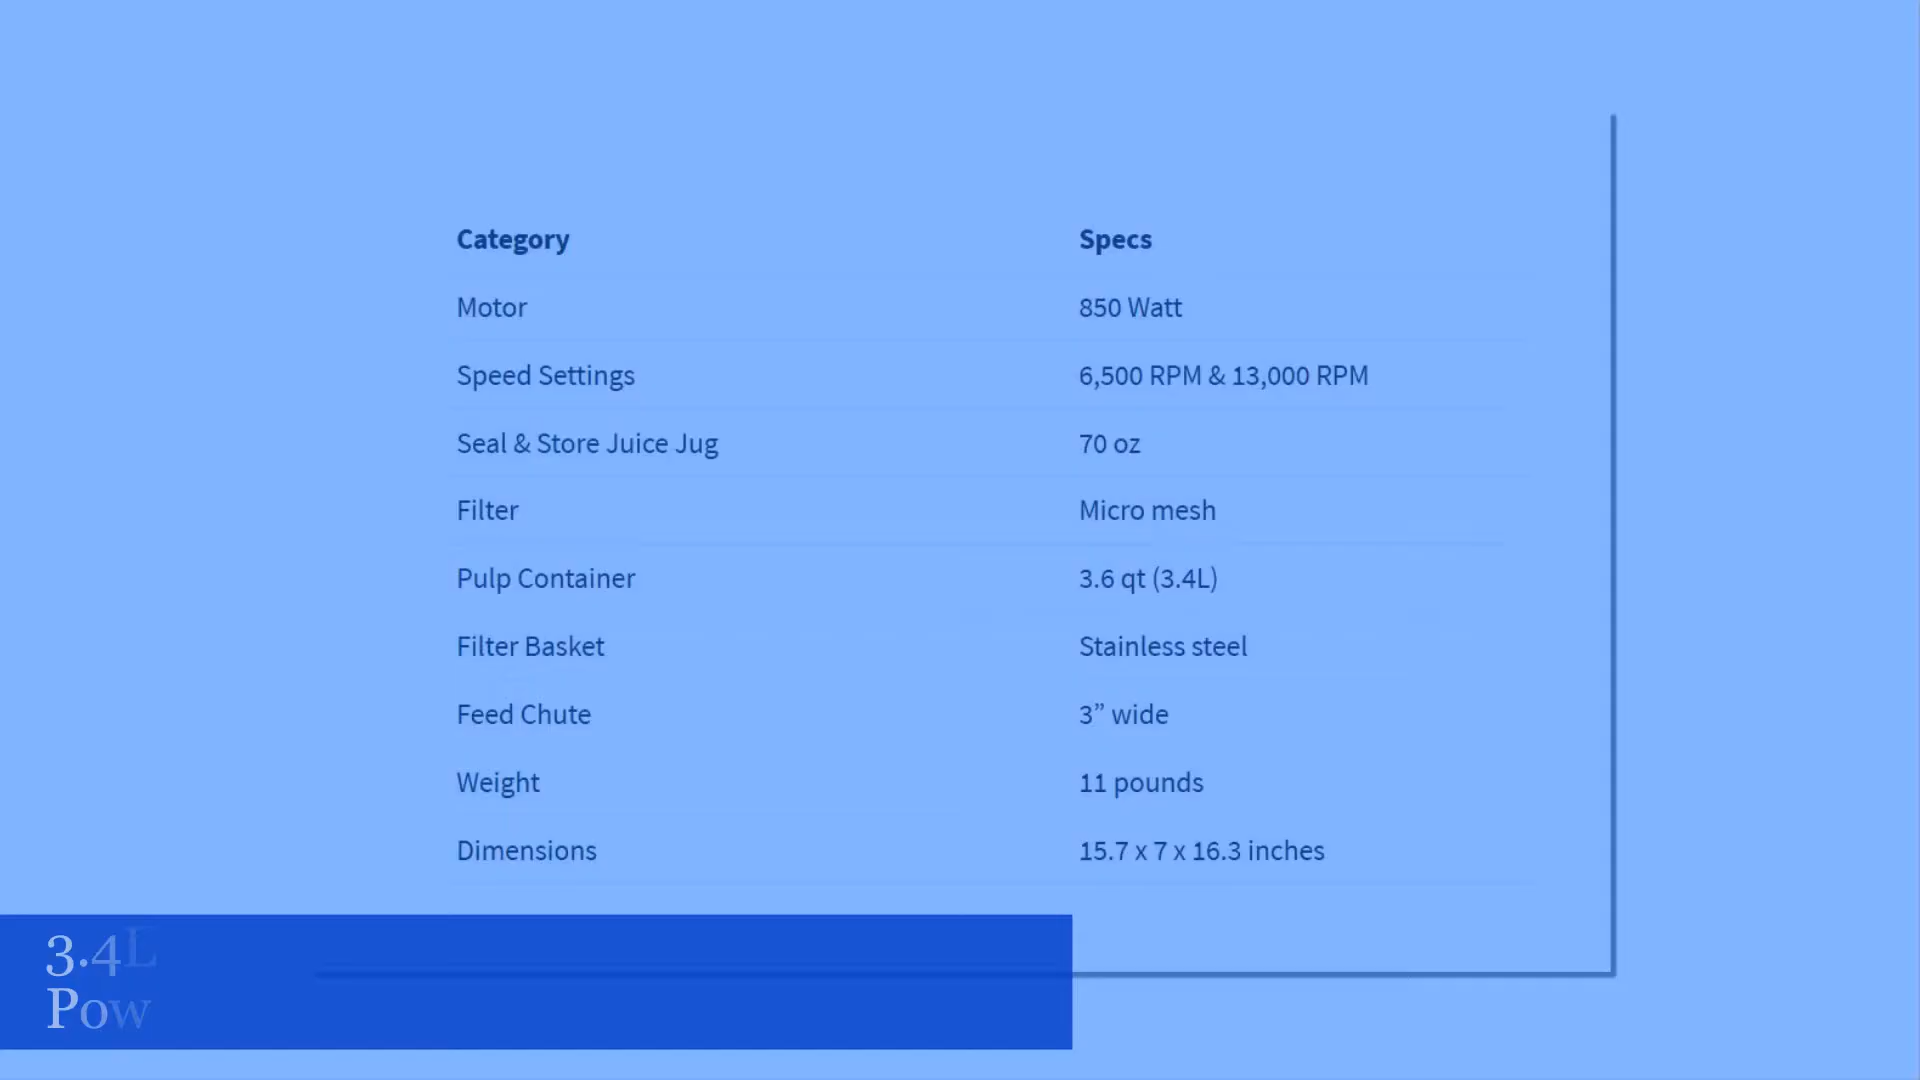 Category Specs
Motor 850 Watt
Speed Settings 6,500 RPM & 13,000 RPM
Seal & Store Juice Jug 70 oz
Filter Micro mesh
Pulp Container 3.6 qt (3.4L)
Filter Basket Stainless steel
Feed Chute 3” wide
Weight 11 pounds
Dimensions 15.7 x 7 x 16.3 inches
3.4L
Pow